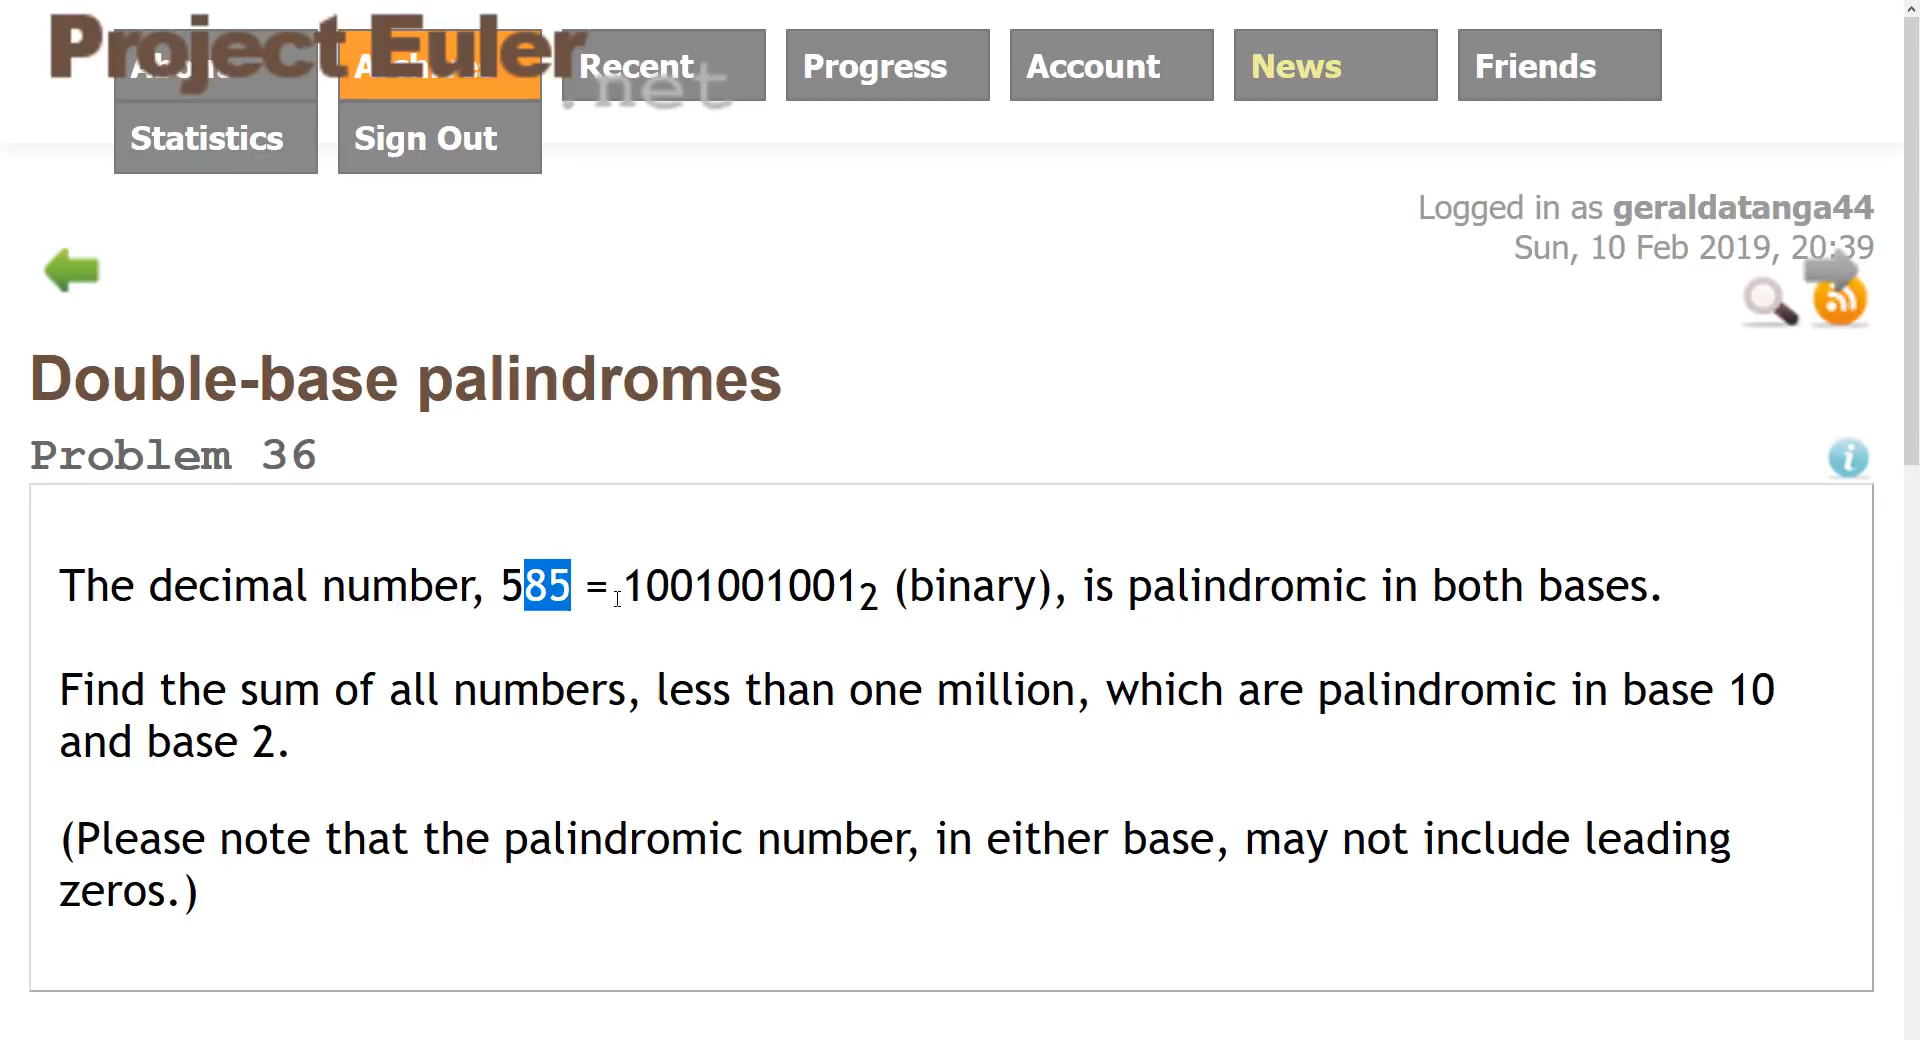 Project Euler
.net
Recent
Progress
Account
News
Friends
Statistics
Sign Out
Logged in as geraldatanga44
Sun, 10 Feb 2019, 20:39
Double-base palindromes
Problem 36
The decimal number, 585 = 1001001001₂ (binary), is palindromic in both bases.
Find the sum of all numbers, less than one million, which are palindromic in base 10
and base 2.
(Please note that the palindromic number, in either base, may not include leading
zeros.)